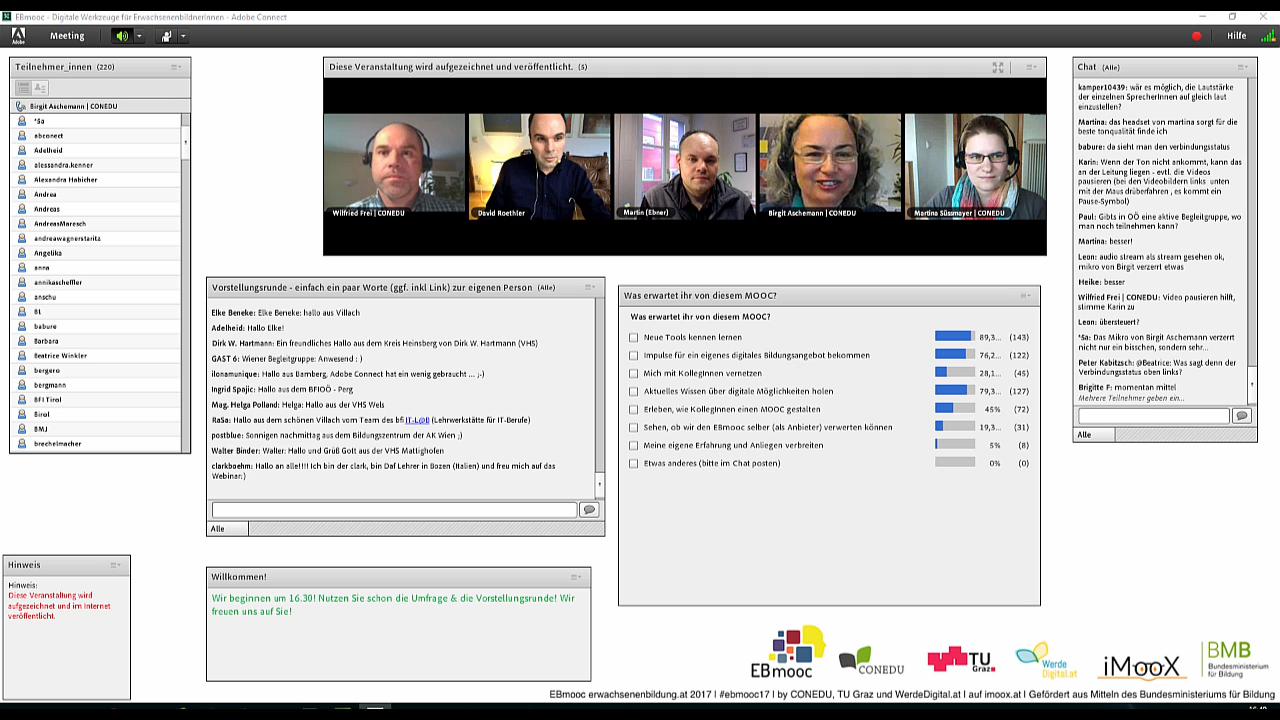 EBmooc - Digitale Werkzeuge für ErwachsenenbildnerInnen - Adobe Connect
Adobe
Meeting
Hilfe
Teilnehmer_innen (220)
Birgit Aschemann | CONEDU
*Sa
abconect
Adelheid
alessandra.kenner
Alexandra Habicher
Andrea
Andreas
AndreasMaresch
andreawagnerstaritz
Angelika
anna
annikascheffler
anschu
B1
babure
Barbara
Beatrice Winkler
bergero
bergmann
BFI Tirol
Birol
BMJ
brechelmacher
Diese Veranstaltung wird aufgezeichnet und veröffentlicht. (5)
Wilfried Frei | CONEDU
David Roethler
Martin (Ebner)
Birgit Aschemann | CONEDU
Martina Süssmayer | CONEDU
Chat (Alle)
kamper10439: wär es möglich, die Lautstärke
der einzelnen SprecherInnen auf gleich laut
einzustellen?
Martina: das headset von martina sorgt für die
beste tonqualität finde ich
babure: da sieht man den verbindungsstatus
Karin: Wenn der Ton nicht ankommt, kann das
an der Leitung liegen - evtl. die Videos
pausieren (bei den Videobildern links unten
mit der Maus drüberfahren , es kommt ein
Pause-Symbol)
Paul: Gibts in OÖ eine aktive Begleitgruppe, wo
man noch teilnehmen kann?
Martina: besser!
Leon: audio stream als stream gesehen ok,
mikro von Birgit verzerrt etwas
Heike: besser
Wilfried Frei | CONEDU: Video pausieren hilft,
stimme Karin zu
Leon: übersteuert?
*Sa: Das Mikro von Birgit Aschemann verzerrt
nicht nur ein bisschen, sondern sehr...
Peter Kabitzsch: @Beatrice: Was sagt denn der
Verbindungsstatus oben links?
Brigitte F: momentan mittel
Mehrere Teilnehmer geben ein...
Alle
Vorstellungsrunde - einfach ein paar Worte (ggf. inkl Link) zur eigenen Person (Alle)
Elke Beneke: Elke Beneke: hallo aus Villach
Adelheid: Hallo Elke!
Dirk W. Hartmann: Ein freundliches Hallo aus dem Kreis Heinsberg von Dirk W. Hartmann (VHS)
GAST 6: Wiener Begleitgruppe: Anwesend : )
ilonamunique: Hallo aus Bamberg, Adobe Connect hat ein wenig gebraucht ... ;-)
Ingrid Spajic: Hallo aus dem BFIOÖ - Perg
Mag. Helga Polland: Helga: Hallo aus der VHS Wels
RaSa: Hallo aus dem schönen Villach vom Team des bfi IT-L@B (Lehrwerkstätte für IT-Berufe)
postblue: Sonnigen nachmittag aus dem Bildungszentrum der AK Wien ;)
Walter Binder: Walter: Hallo und Grüß Gott aus der VHS Mattighofen
clarkboehm: Hallo an alle!!!! Ich bin der clark, bin Daf Lehrer in Bozen (Italien) und freu mich auf das
Webinar:)
Alle
Was erwartet ihr von diesem MOOC?
Was erwartet ihr von diesem MOOC?
Neue Tools kennen lernen 89,3... (143)
Impulse für ein eigenes digitales Bildungsangebot bekommen 76,2... (122)
Mich mit KollegInnen vernetzen 28,1... (45)
Aktuelles Wissen über digitale Möglichkeiten holen 79,3... (127)
Erleben, wie KollegInnen einen MOOC gestalten 45% (72)
Sehen, ob wir den EBmooc selber (als Anbieter) verwerten können 19,3... (31)
Meine eigene Erfahrung und Anliegen verbreiten 5% (8)
Etwas anderes (bitte im Chat posten) 0% (0)
Hinweis
Hinweis:
Diese Veranstaltung wird
aufgezeichnet und im Internet
veröffentlicht.
Willkommen!
Wir beginnen um 16.30! Nutzen Sie schon die Umfrage & die Vorstellungsrunde! Wir
freuen uns auf Sie!
EBmooc
CONEDU
TU Graz
Werde Digital.at
iMooX
BMB
Bundesministerium
für Bildung
EBmooc erwachsenenbildung.at 2017 I #ebmooc17 I by CONEDU, TU Graz und WerdeDigital.at I auf imoox.at I Gefördert aus Mitteln des Bundesministeriums für Bildung